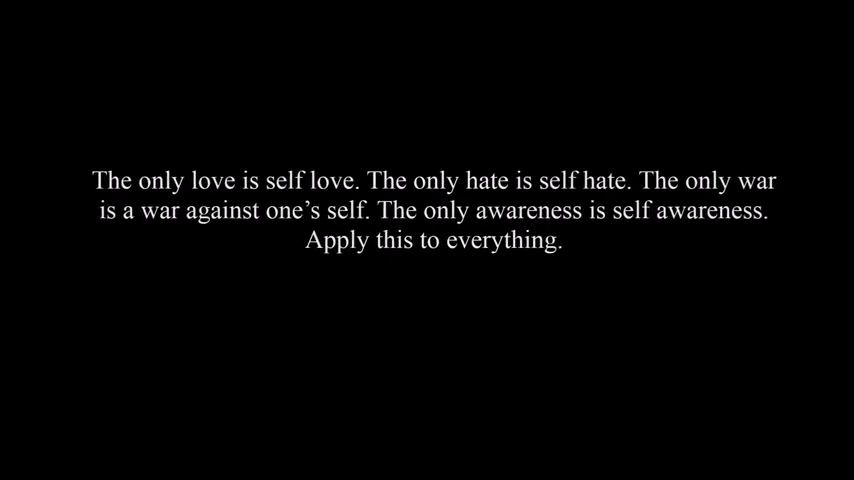 The only love is self love. The only hate is self hate. The only war
is a war against one’s self. The only awareness is self awareness.
Apply this to everything.